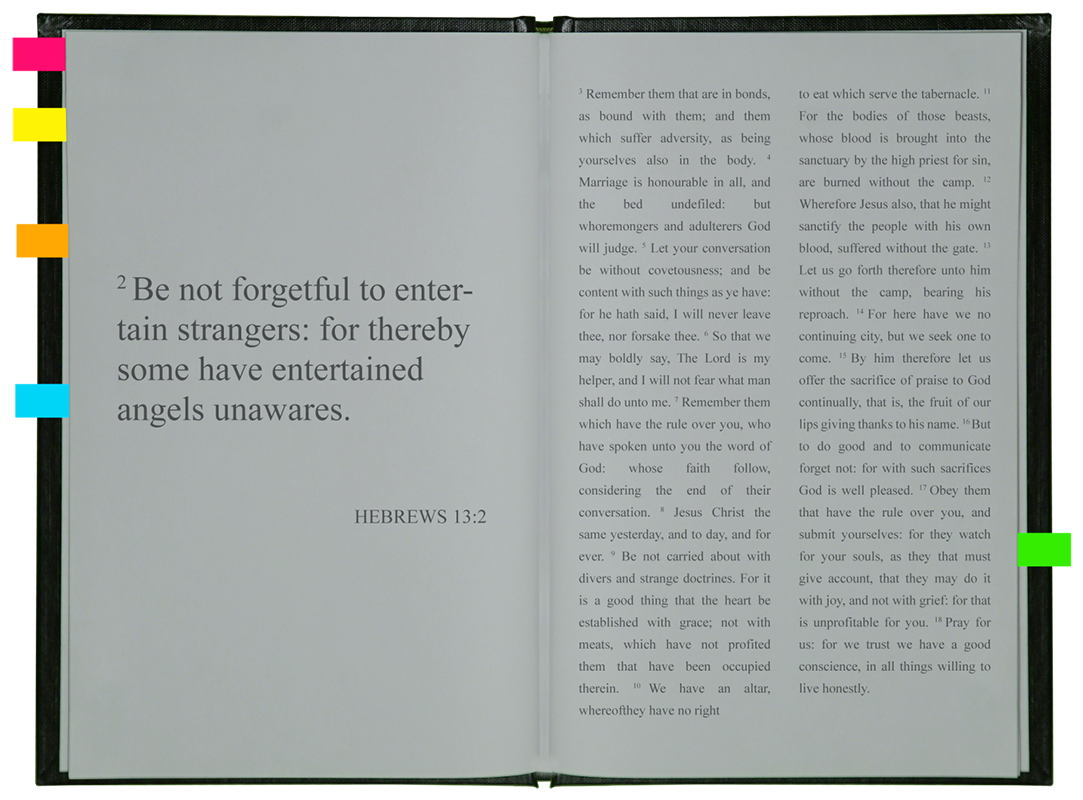 2 Be not forgetful to enter-
tain strangers: for thereby
some have entertained
angels unawares.
HEBREWS 13:2
3 Remember them that are in bonds,
as bound with them; and them
which suffer adversity, as being
yourselves also in the body. 4
Marriage is honourable in all, and
the bed undefiled: but
whoremongers and adulterers God
will judge. 5 Let your conversation
be without covetousness; and be
content with such things as ye have:
for he hath said, I will never leave
thee, nor forsake thee. 6 So that we
may boldly say, The Lord is my
helper, and I will not fear what man
shall do unto me. 7 Remember them
which have the rule over you, who
have spoken unto you the word of
God: whose faith follow,
considering the end of their
conversation. 8 Jesus Christ the
same yesterday, and to day, and for
ever. 9 Be not carried about with
divers and strange doctrines. For it
is a good thing that the heart be
established with grace; not with
meats, which have not profited
them that have been occupied
therein. 10 We have an altar,
whereofthey have no right
to eat which serve the tabernacle. 11
For the bodies of those beasts,
whose blood is brought into the
sanctuary by the high priest for sin,
are burned without the camp. 12
Wherefore Jesus also, that he might
sanctify the people with his own
blood, suffered without the gate. 13
Let us go forth therefore unto him
without the camp, bearing his
reproach. 14 For here have we no
continuing city, but we seek one to
come. 15 By him therefore let us
offer the sacrifice of praise to God
continually, that is, the fruit of our
lips giving thanks to his name. 16 But
to do good and to communicate
forget not: for with such sacrifices
God is well pleased. 17 Obey them
that have the rule over you, and
submit yourselves: for they watch
for your souls, as they that must
give account, that they may do it
with joy, and not with grief: for that
is unprofitable for you. 18 Pray for
us: for we trust we have a good
conscience, in all things willing to
live honestly.